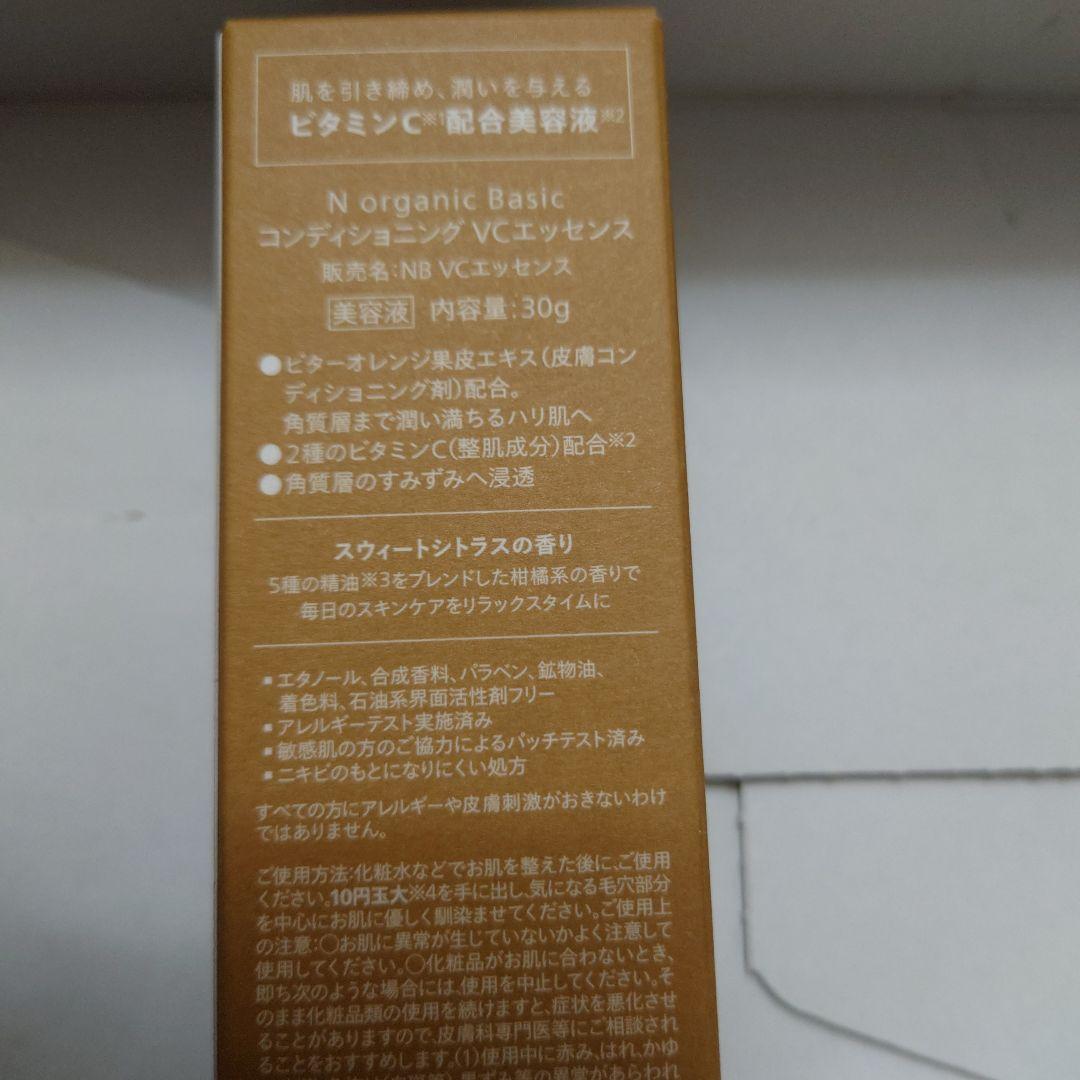 肌を引き締め、潤いを与える
ビタミンC※1配合美容液※2
N organic Basic
コンディショニング VCエッセンス
販売名：NB VCエッセンス
美容液 内容量：30g
●ビターオレンジ果皮エキス（皮膚コン
ディショニング剤）配合。
角質層まで潤い満ちるハリ肌へ
●2種のビタミンC（整肌成分）配合※2
●角質層のすみずみへ浸透
スウィートシトラスの香り
5種の精油※3をブレンドした柑橘系の香りで
毎日のスキンケアをリラックスタイムに
▪エタノール、合成香料、パラベン、鉱物油、
着色料、石油系界面活性剤フリー
▪アレルギーテスト実施済み
▪敏感肌の方のご協力によるパッチテスト済み
▪ニキビのもとになりにくい処方
すべての方にアレルギーや皮膚刺激がおきないわけ
ではありません。
ご使用方法：化粧水などでお肌を整えた後に、ご使用
ください。10円玉大※4を手に出し、気になる毛穴部分
を中心にお肌に優しく馴染ませてください。ご使用上
の注意：○お肌に異常が生じていないかよく注意して
使用してください。○化粧品がお肌に合わないとき、
即ち次のような場合には、使用を中止してください。そ
のまま化粧品類の使用を続けますと、症状を悪化させ
ることがありますので、皮膚科専門医等にご相談され
ることをおすすめします。（1）使用中に赤み、はれ、かゆ
黒ずみ等の異常があらわれ